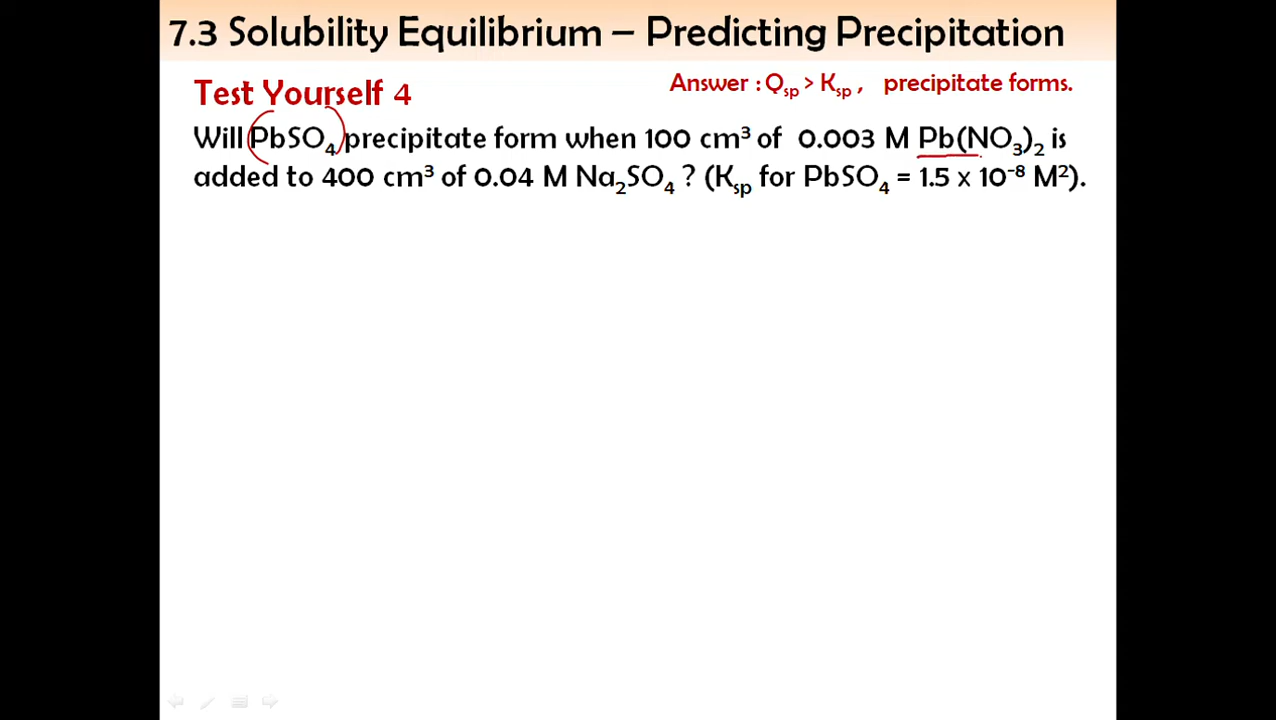 7.3 Solubility Equilibrium – Predicting Precipitation
Test Yourself 4
Answer : Qsp > Ksp , precipitate forms.
Will PbSO₄ precipitate form when 100 cm³ of 0.003 M Pb(NO₃)₂ is
added to 400 cm³ of 0.04 M Na₂SO₄ ? (Ksp for PbSO₄ = 1.5 x 10⁻⁸ M²).